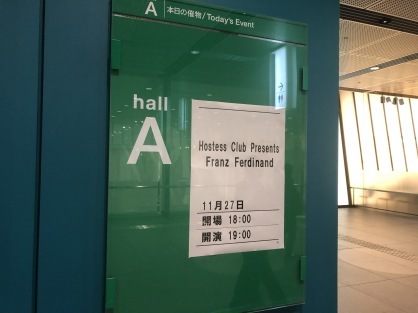 A 本日の催物/Today's Event
hall
A
Hostess Club Presents
Franz Ferdinand
11月27日
開場 18:00
開演 19:00